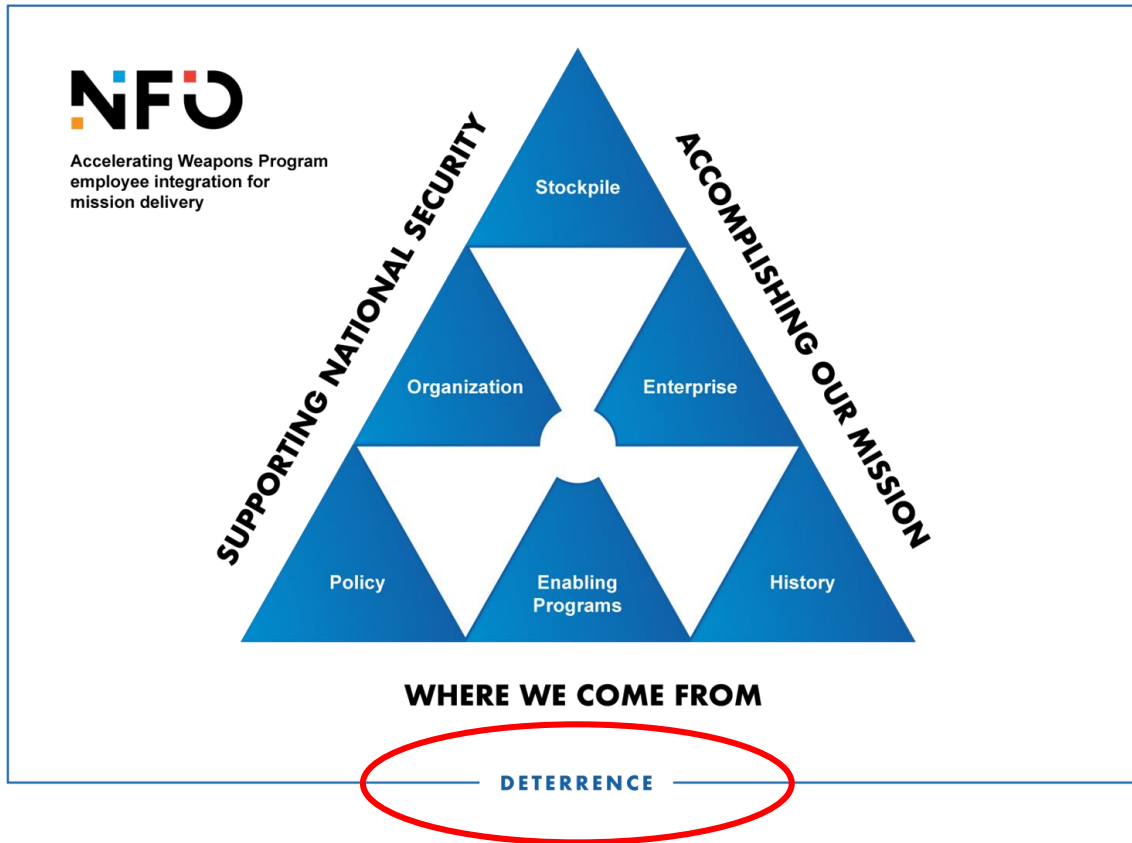 NFO
Accelerating Weapons Program
employee integration for
mission delivery
SUPPORTING NATIONAL SECURITY
ACCOMPLISHING OUR MISSION
Stockpile
Organization
Enterprise
Policy
Enabling
Programs
History
WHERE WE COME FROM
DETERRENCE